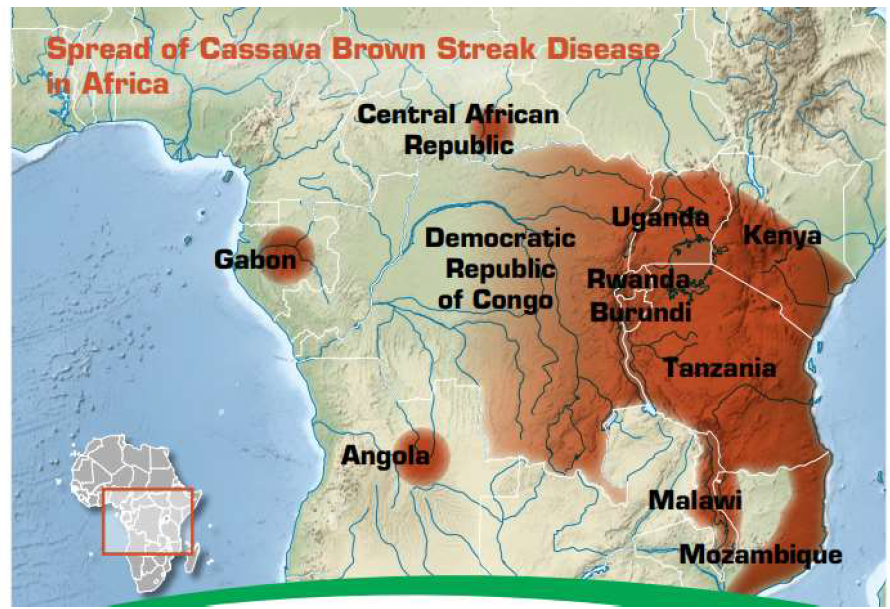 Spread of Cassava Brown Streak Disease
in Africa
Central African
Republic
Uganda
Kenya
Gabon
Democratic
Republic
of Congo
Rwanda
Burundi
Tanzania
Angola
Malawi
Mozambique